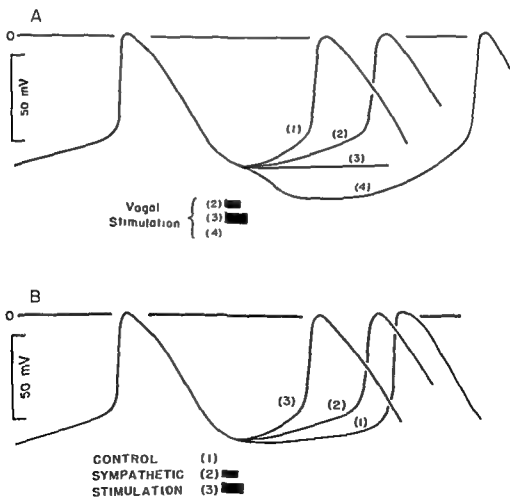 A
0
50 mV
(1)
(2)
(3)
(4)
Vagal (2)
Stimulation (3)
(4)
B
0
50 mV
(3)
(2)
(1)
CONTROL (1)
SYMPATHETIC (2)
STIMULATION (3)